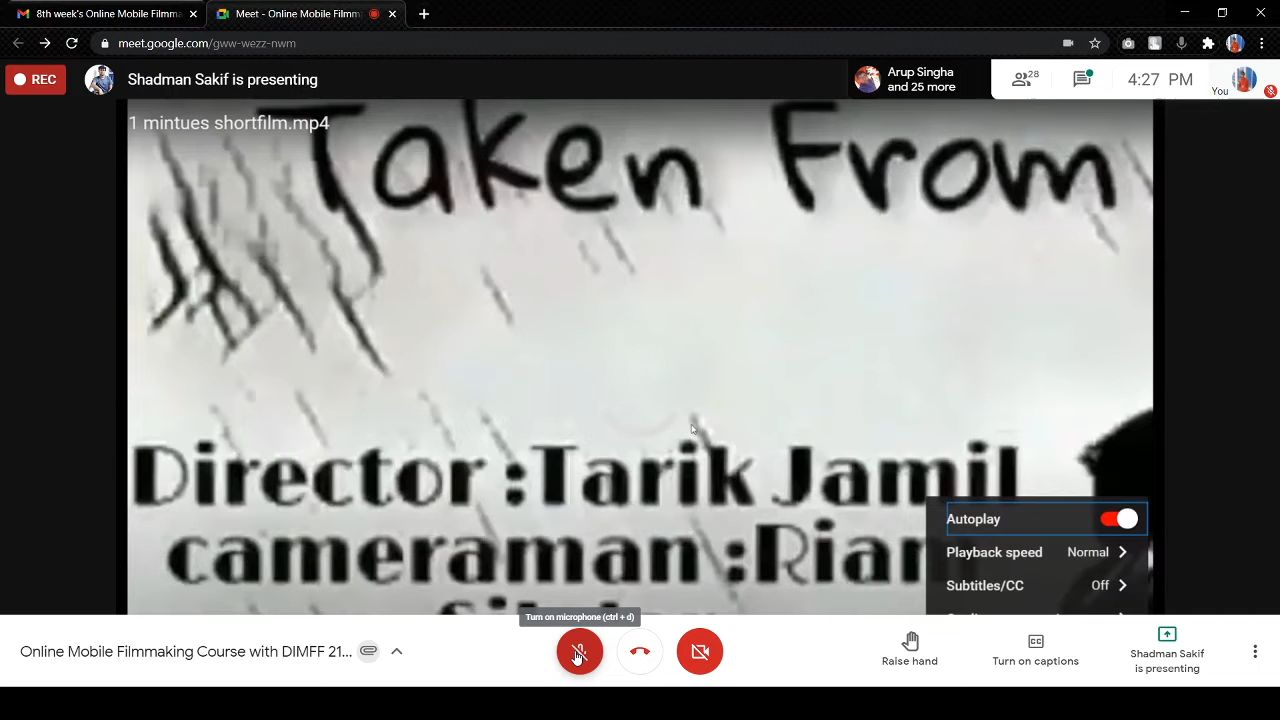 8th week's Online Mobile Filmma
Meet - Online Mobile Filmm
meet.google.com/gww-wezz-nwm
REC
Shadman Sakif is presenting
Arup Singha
and 25 more
28
4:27 PM
You
1 mintues shortfilm.mp4
Taken From
Director :Tarik Jamil
cameraman :Rian
Autoplay
Playback speed Normal
Subtitles/CC Off
Turn on microphone (ctrl + d)
Online Mobile Filmmaking Course with DIMFF 21...
Raise hand
Turn on captions
Shadman Sakif
is presenting